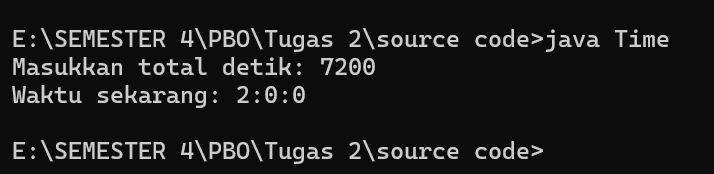 E:\SEMESTER 4\PBO\Tugas 2\source code>java Time
Masukkan total detik: 7200
Waktu sekarang: 2:0:0
E:\SEMESTER 4\PBO\Tugas 2\source code>